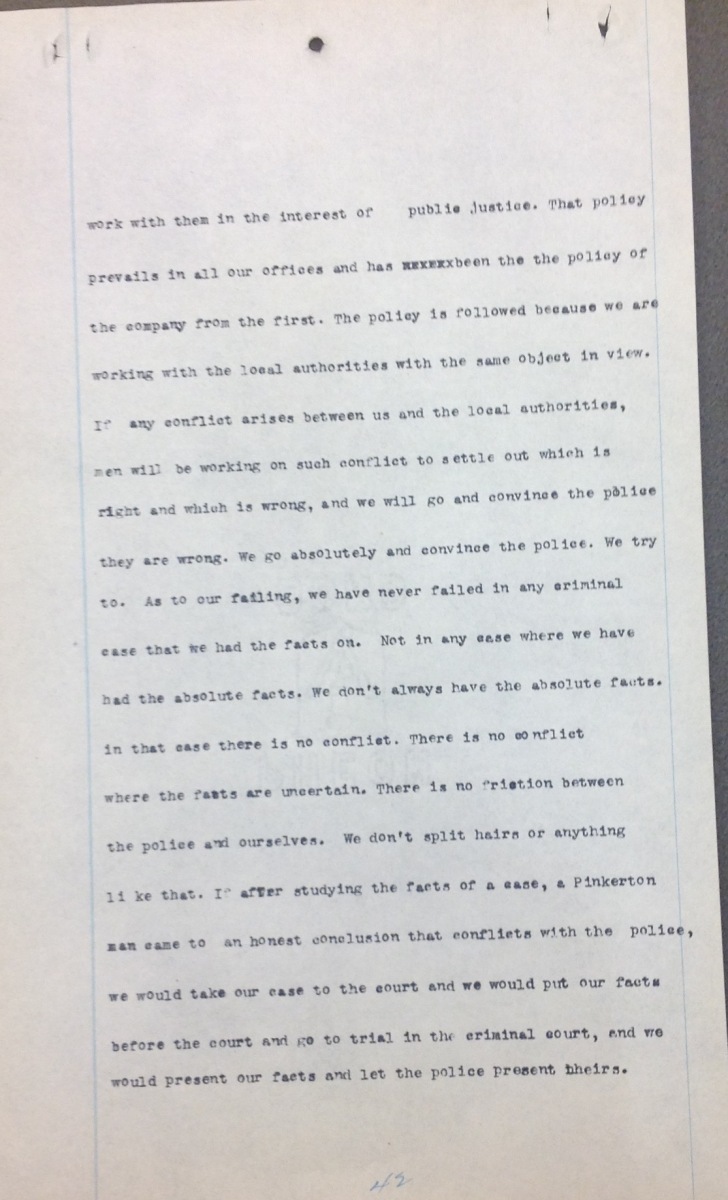 work with them in the interest of public justice. That policy
prevails in all our offices and has xxxxxxbeen the the policy of
the company from the first. The policy is followed because we are
working with the local authorities with the same object in view.
If any conflict arises between us and the local authorities,
men will be working on such conflict to settle out which is
right and which is wrong, and we will go and convince the police
they are wrong. We go absolutely and convince the police. We try
to. As to our failing, we have never failed in any criminal
case that we had the facts on. Not in any case where we have
had the absolute facts. We don't always have the absolute facts.
in that case there is no conflict. There is no co nflict
where the facts are uncertain. There is no friction between
the police and ourselves. We don't split hairs or anything
li ke that. If after studying the facts of a case, a Pinkerton
man came to an honest conclusion that conflicts with the police,
we would take our case to the court and we would put our facts
before the court and go to trial in the criminal court, and we
would present our facts and let the police present theirs.
42